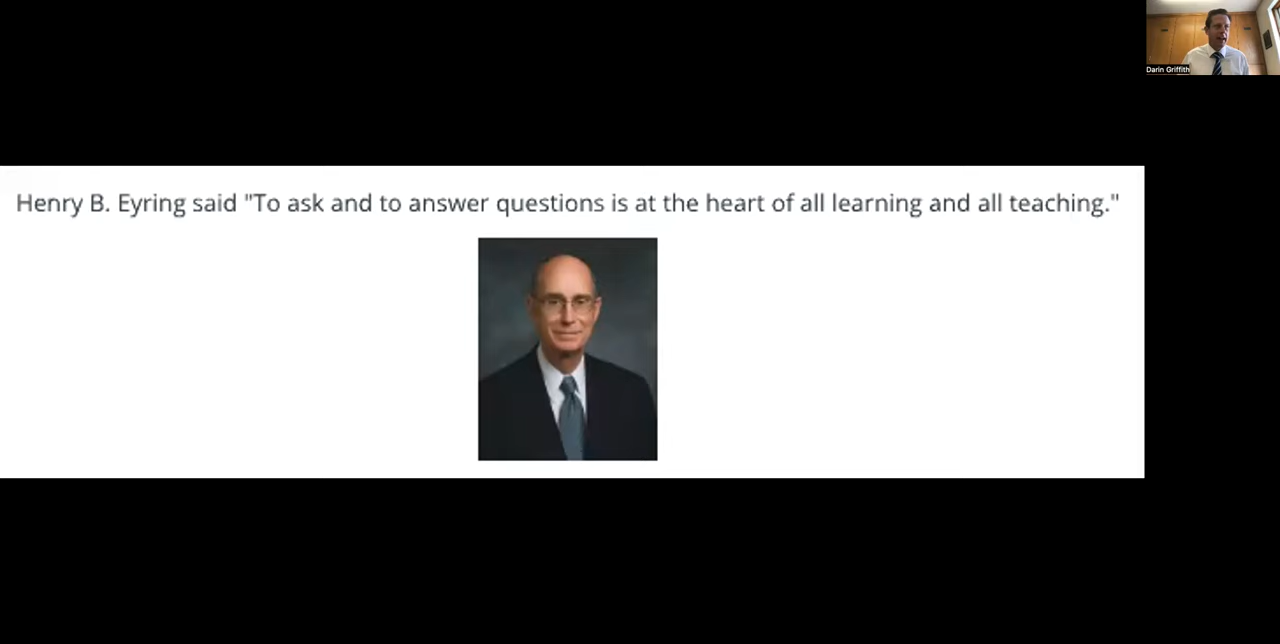 Darin Griffith
Henry B. Eyring said "To ask and to answer questions is at the heart of all learning and all teaching."